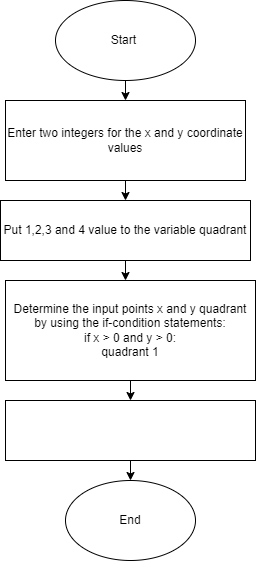 Start
Enter two integers for the x and y coordinate
values
Put 1,2,3 and 4 value to the variable quadrant
Determine the input points x and y quadrant
by using the if-condition statements:
if x > 0 and y > 0:
quadrant 1
End